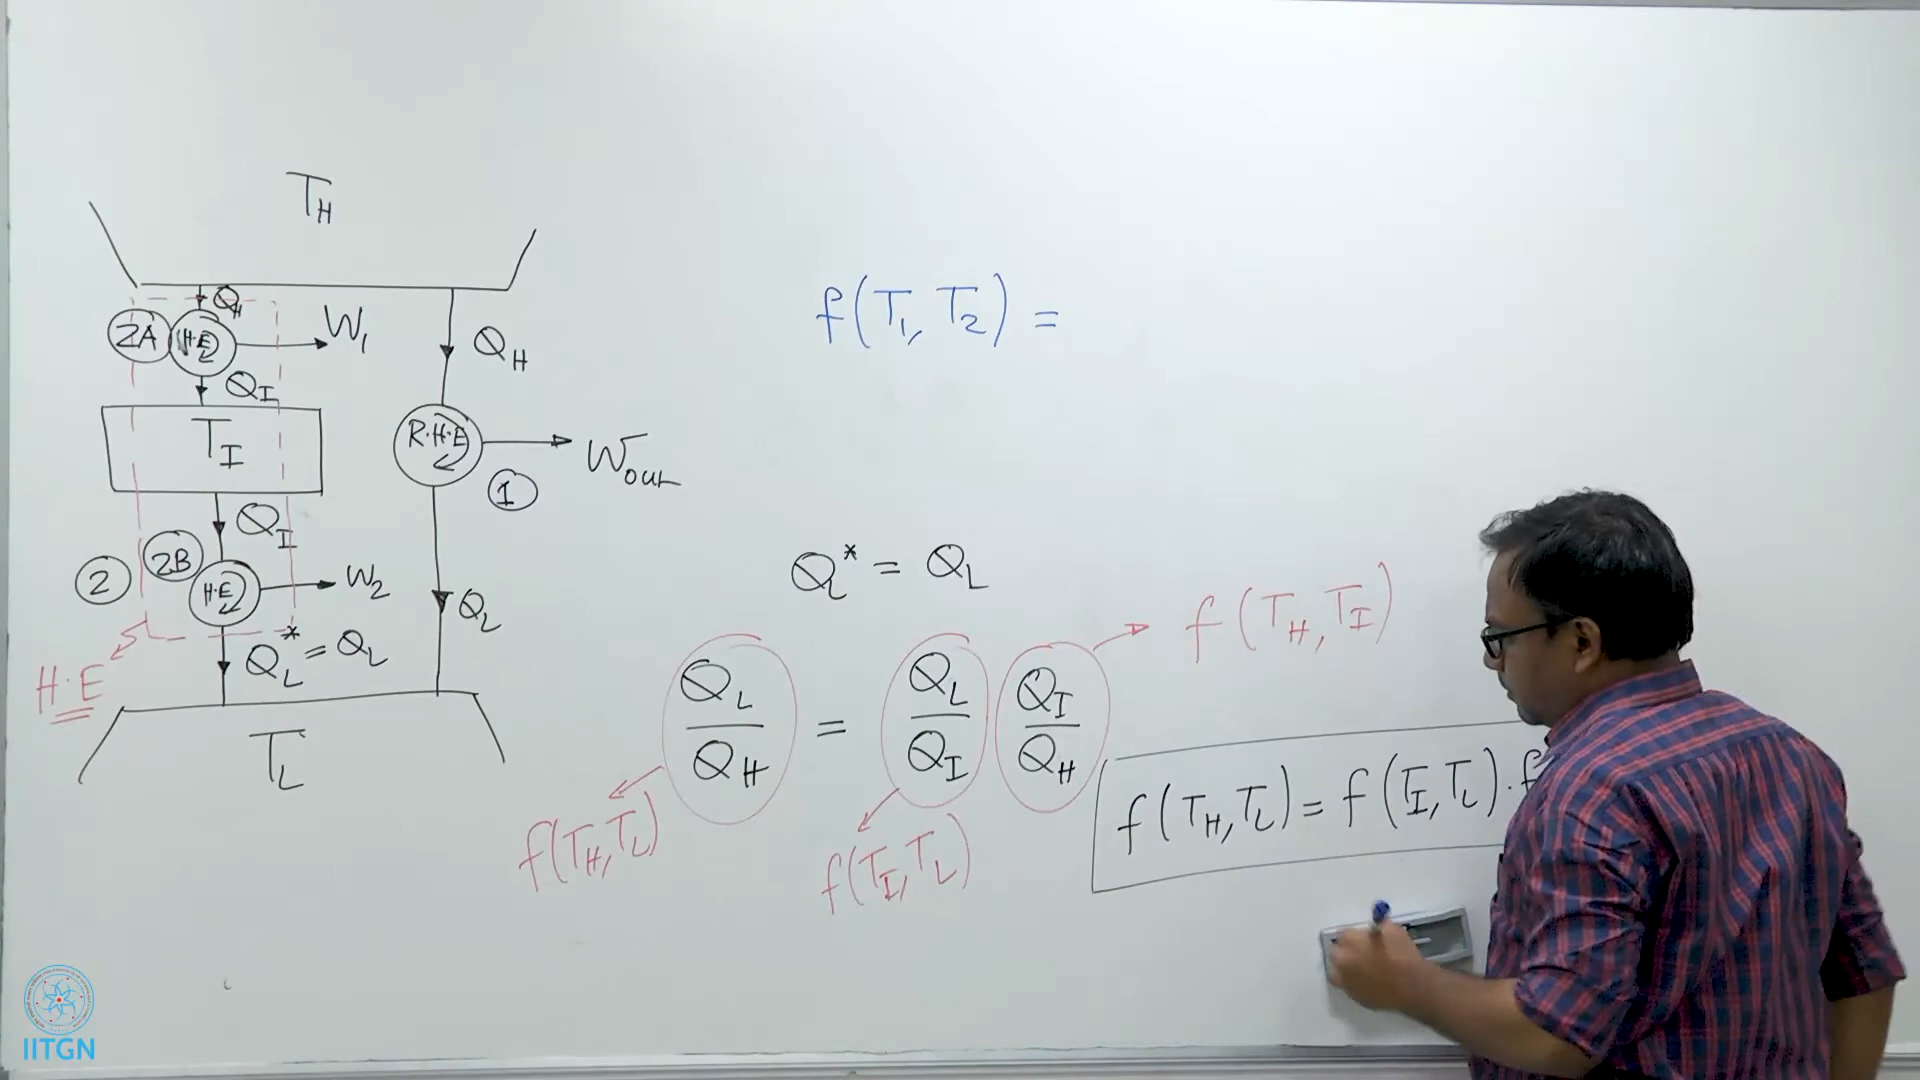 T_H
Q_H
2A
H.E
W_1
Q_I
T_I
Q_I
2
2B
H.E
W_2
Q_L^* = Q_L
H.E
T_L
Q_H
R.H.E
W_out
1
Q_L
f(T_1, T_2) =
Q_L^* = Q_L
Q_L/Q_H = Q_L/Q_I Q_I/Q_H
f(T_H, T_I)
f(T_H, T_L)
f(T_I, T_L)
f(T_H, T_L) = f(T_I, T_L) . f
IITGN